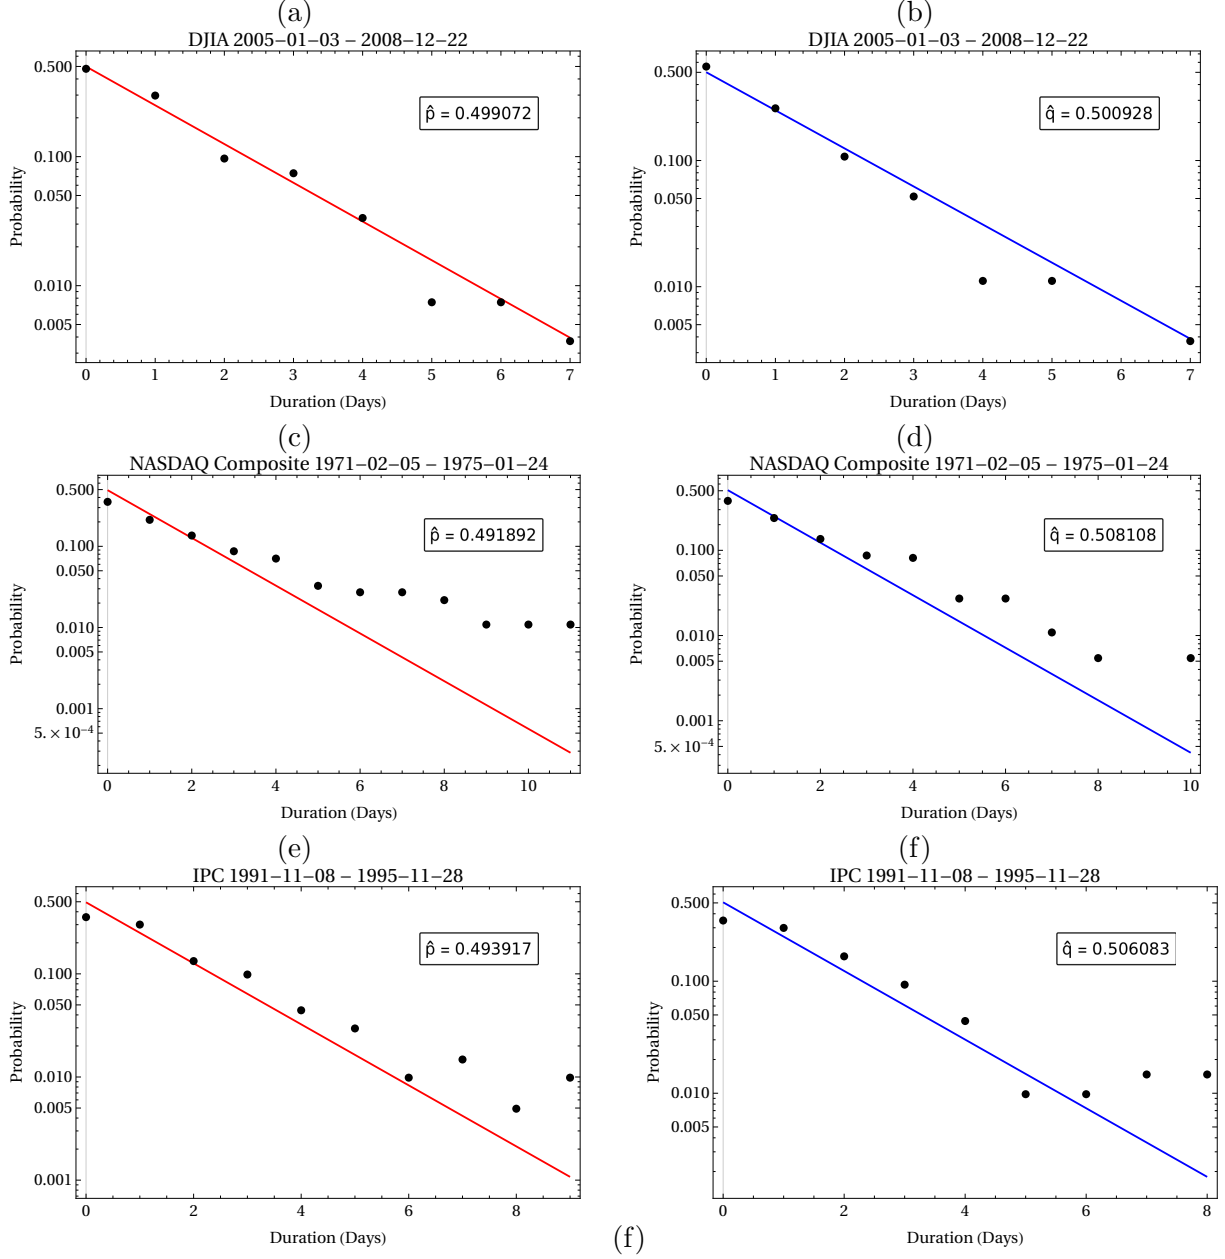 (a)
DJIA 2005−01−03 − 2008−12−22
0.500
0.100
0.050
0.010
0.005
Probability
p̂ = 0.499072
0 1 2 3 4 5 6 7
Duration (Days)
(b)
DJIA 2005−01−03 − 2008−12−22
0.500
0.100
0.050
0.010
0.005
Probability
q̂ = 0.500928
0 1 2 3 4 5 6 7
Duration (Days)
(c)
NASDAQ Composite 1971−02−05 − 1975−01−24
0.500
0.100
0.050
0.010
0.005
0.001
5.×10⁻⁴
Probability
p̂ = 0.491892
0 2 4 6 8 10
Duration (Days)
(d)
NASDAQ Composite 1971−02−05 − 1975−01−24
0.500
0.100
0.050
0.010
0.005
0.001
5.×10⁻⁴
Probability
q̂ = 0.508108
0 2 4 6 8 10
Duration (Days)
(e)
IPC 1991−11−08 − 1995−11−28
0.500
0.100
0.050
0.010
0.005
0.001
Probability
p̂ = 0.493917
0 2 4 6 8
Duration (Days)
(f)
IPC 1991−11−08 − 1995−11−28
0.500
0.100
0.050
0.010
0.005
Probability
q̂ = 0.506083
0 2 4 6 8
Duration (Days)
(f)